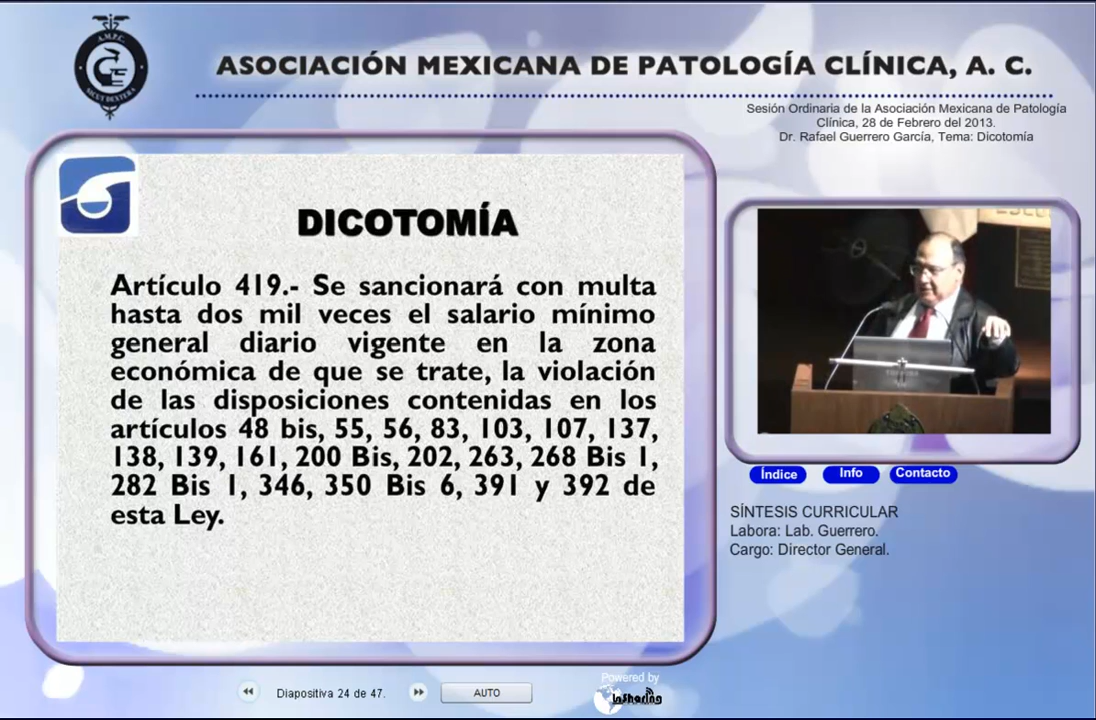 A.M.P.C.
SICUT DEXTERA
ASOCIACIÓN MEXICANA DE PATOLOGÍA CLÍNICA, A. C.
Sesión Ordinaria de la Asociación Mexicana de Patología
Clínica, 28 de Febrero del 2013.
Dr. Rafael Guerrero García, Tema: Dicotomía
DICOTOMÍA
Artículo 419.- Se sancionará con multa
hasta dos mil veces el salario mínimo
general diario vigente en la zona
económica de que se trate, la violación
de las disposiciones contenidas en los
artículos 48 bis, 55, 56, 83, 103, 107, 137,
138, 139, 161, 200 Bis, 202, 263, 268 Bis 1,
282 Bis 1, 346, 350 Bis 6, 391 y 392 de
esta Ley.
Índice
Info
Contacto
SÍNTESIS CURRICULAR
Labora: Lab. Guerrero.
Cargo: Director General.
Diapositiva 24 de 47.
AUTO
Powered by
InSharing